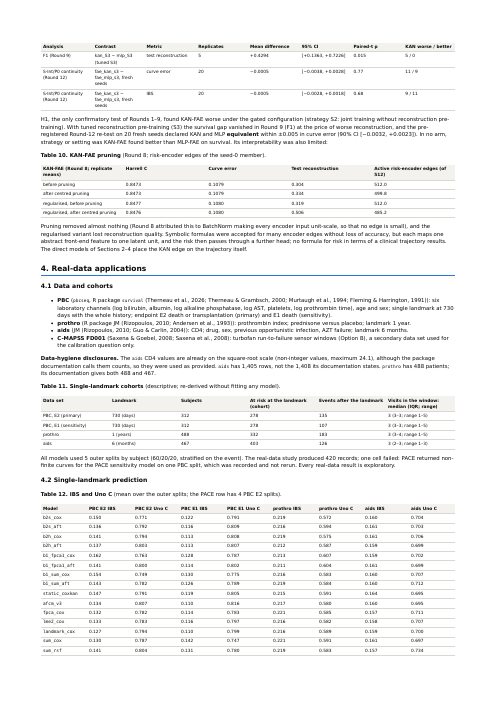 Analysis Contrast Metric Replicates Mean difference 95% CI Paired-t p KAN worse / better
F1 (Round 9) kan_S3 − mlp_S3 test reconstruction 5 +0.4294 [+0.1363, +0.7226] 0.015 5 / 0
(tuned S3)
S-rnt/P0 continuity fae_kan_s3 − curve error 20 −0.0005 [−0.0038, +0.0028] 0.77 11 / 9
(Round 12) fae_mlp_s3, fresh
seeds
S-rnt/P0 continuity fae_kan_s3 − IBS 20 −0.0005 [−0.0028, +0.0018] 0.68 9 / 11
(Round 12) fae_mlp_s3, fresh
seeds
H1, the only confirmatory test of Rounds 1–9, found KAN-FAE worse under the gated configuration (strategy S2: joint training without reconstruction pre-
training). With tuned reconstruction pre-training (S3) the survival gap vanished in Round 9 (F1) at the price of worse reconstruction, and the pre-
registered Round-12 re-test on 20 fresh seeds declared KAN and MLP equivalent within ±0.005 in curve error (90% CI [−0.0032, +0.0023]). In no arm,
strategy or setting was KAN-FAE found better than MLP-FAE on survival. Its interpretability was also limited:
Table 10. KAN-FAE pruning (Round 8; risk-encoder edges of the seed-0 member).
KAN-FAE (Round 8; replicate Harrell C Curve error Test reconstruction Active risk-encoder edges (of
means) 512)
before pruning 0.8473 0.1079 0.304 512.0
after centred pruning 0.8473 0.1079 0.334 499.8
regularised, before pruning 0.8477 0.1080 0.319 512.0
regularised, after centred pruning 0.8476 0.1080 0.506 485.2
Pruning removed almost nothing (Round 8 attributed this to BatchNorm making every encoder input unit-scale, so that no edge is small), and the
regularised variant lost reconstruction quality. Symbolic formulas were accepted for many encoder edges without loss of accuracy, but each maps one
abstract front-end feature to one latent unit, and the risk then passes through a further head; no formula for risk in terms of a clinical trajectory results.
The direct models of Sections 2–4 place the KAN edge on the trajectory itself.
4. Real-data applications
4.1 Data and cohorts
• PBC (pbcseq, R package survival (Therneau et al., 2026; Therneau & Grambsch, 2000; Murtaugh et al., 1994; Fleming & Harrington, 1991)): six
laboratory channels (log bilirubin, albumin, log alkaline phosphatase, log AST, platelets, log prothrombin time), age and sex; single landmark at 730
days (with the whole history; endpoint E2 death or transplantation (primary) and E1 death (sensitivity).
• prothro (R package JM (Rizopoulos, 2010; Andersen et al., 1993)): prothrombin index; prednisone versus placebo; landmark 1 year.
• aids (JM (Rizopoulos, 2010; Guo & Carlin, 2004)): CD4; drug, sex, previous opportunistic infection, AZT failure; landmark 6 months.
• C-MAPSS FD001 (Saxena & Goebel, 2008; Saxena et al., 2008): turbofan run-to-failure sensor windows (Option B), a secondary data set used for
the calibration question only.
Data-hygiene disclosures. The aids CD4 values are already on the square-root scale (non-integer values, maximum 24.1), although the package
documentation calls them counts, so they were used as provided. aids has 1,405 rows, not the 1,408 its documentation states. prothro has 488 patients;
its documentation gives both 488 and 467.
Table 11. Single-landmark cohorts (descriptive; re-derived without fitting any model).
Data set Landmark Subjects At risk at the landmark Events after the landmark Visits in the window:
(cohort) median (IQR; range)
PBC, E2 (primary) 730 (days) 312 278 135 3 (3–3; range 1–5)
PBC, E1 (sensitivity) 730 (days) 312 278 107 3 (3–3; range 1–5)
prothro 1 (years) 488 332 183 3 (3–4; range 1–5)
aids 6 (months) 467 403 126 3 (2–3; range 1–3)
All models used 5 outer splits by subject (60/20/20, stratified on the event). The real-data study produced 420 records; one cell failed: PACE returned non-
finite curves for the PACE sensitivity model on one PBC split, which was recorded and not rerun. Every real-data result is exploratory.
4.2 Single-landmark prediction
Table 12. IBS and Uno C (mean over the outer splits; the PACE row has 4 PBC E2 splits).
Model PBC E2 IBS PBC E2 Uno C PBC E1 IBS PBC E1 Uno C prothro IBS prothro Uno C aids IBS aids Uno C
b2s_cox 0.150 0.771 0.122 0.791 0.219 0.572 0.160 0.704
b2s_aft 0.136 0.792 0.116 0.809 0.216 0.594 0.161 0.703
b2h_cox 0.141 0.794 0.113 0.808 0.219 0.575 0.161 0.706
b2h_aft 0.137 0.803 0.113 0.807 0.212 0.587 0.159 0.699
b1_fpca1_cox 0.162 0.763 0.128 0.787 0.213 0.607 0.159 0.702
b1_fpca1_aft 0.141 0.800 0.114 0.802 0.211 0.604 0.160 0.699
b1_sum_cox 0.154 0.749 0.130 0.775 0.216 0.583 0.160 0.707
b1_sum_aft 0.143 0.782 0.126 0.789 0.219 0.584 0.160 0.712
static_coxkan 0.147 0.791 0.119 0.805 0.215 0.591 0.164 0.695
afcm_v3 0.134 0.807 0.110 0.816 0.217 0.580 0.160 0.695
fpca_cox 0.132 0.782 0.114 0.783 0.221 0.585 0.157 0.711
lme2_cox 0.133 0.783 0.116 0.797 0.216 0.582 0.158 0.707
landmark_cox 0.127 0.794 0.110 0.799 0.216 0.589 0.159 0.700
sum_cox 0.130 0.787 0.142 0.747 0.221 0.591 0.161 0.697
sum_rsf 0.141 0.804 0.131 0.780 0.219 0.583 0.157 0.734